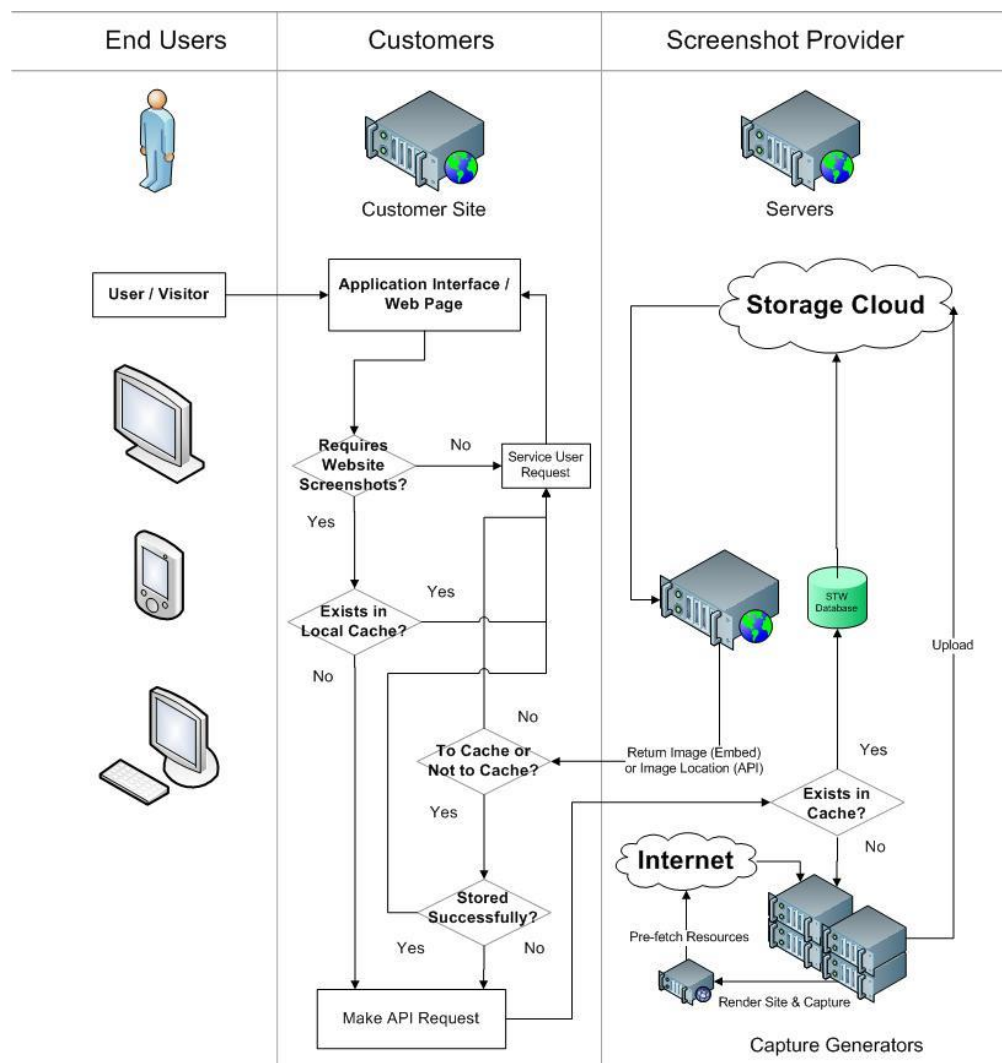 End Users
Customers
Screenshot Provider
Customer Site
Servers
User / Visitor
Application Interface /
Web Page
Storage Cloud
Requires
Website
Screenshots?
No
Service User
Request
Yes
Exists in
Local Cache?
Yes
No
STW
Database
Upload
No
To Cache or
Not to Cache?
Return Image (Embed)
or Image Location (API)
Yes
Yes
Exists in
Cache?
No
Internet
Stored
Successfully?
Yes
No
Pre-fetch Resources
Render Site & Capture
Make API Request
Capture Generators